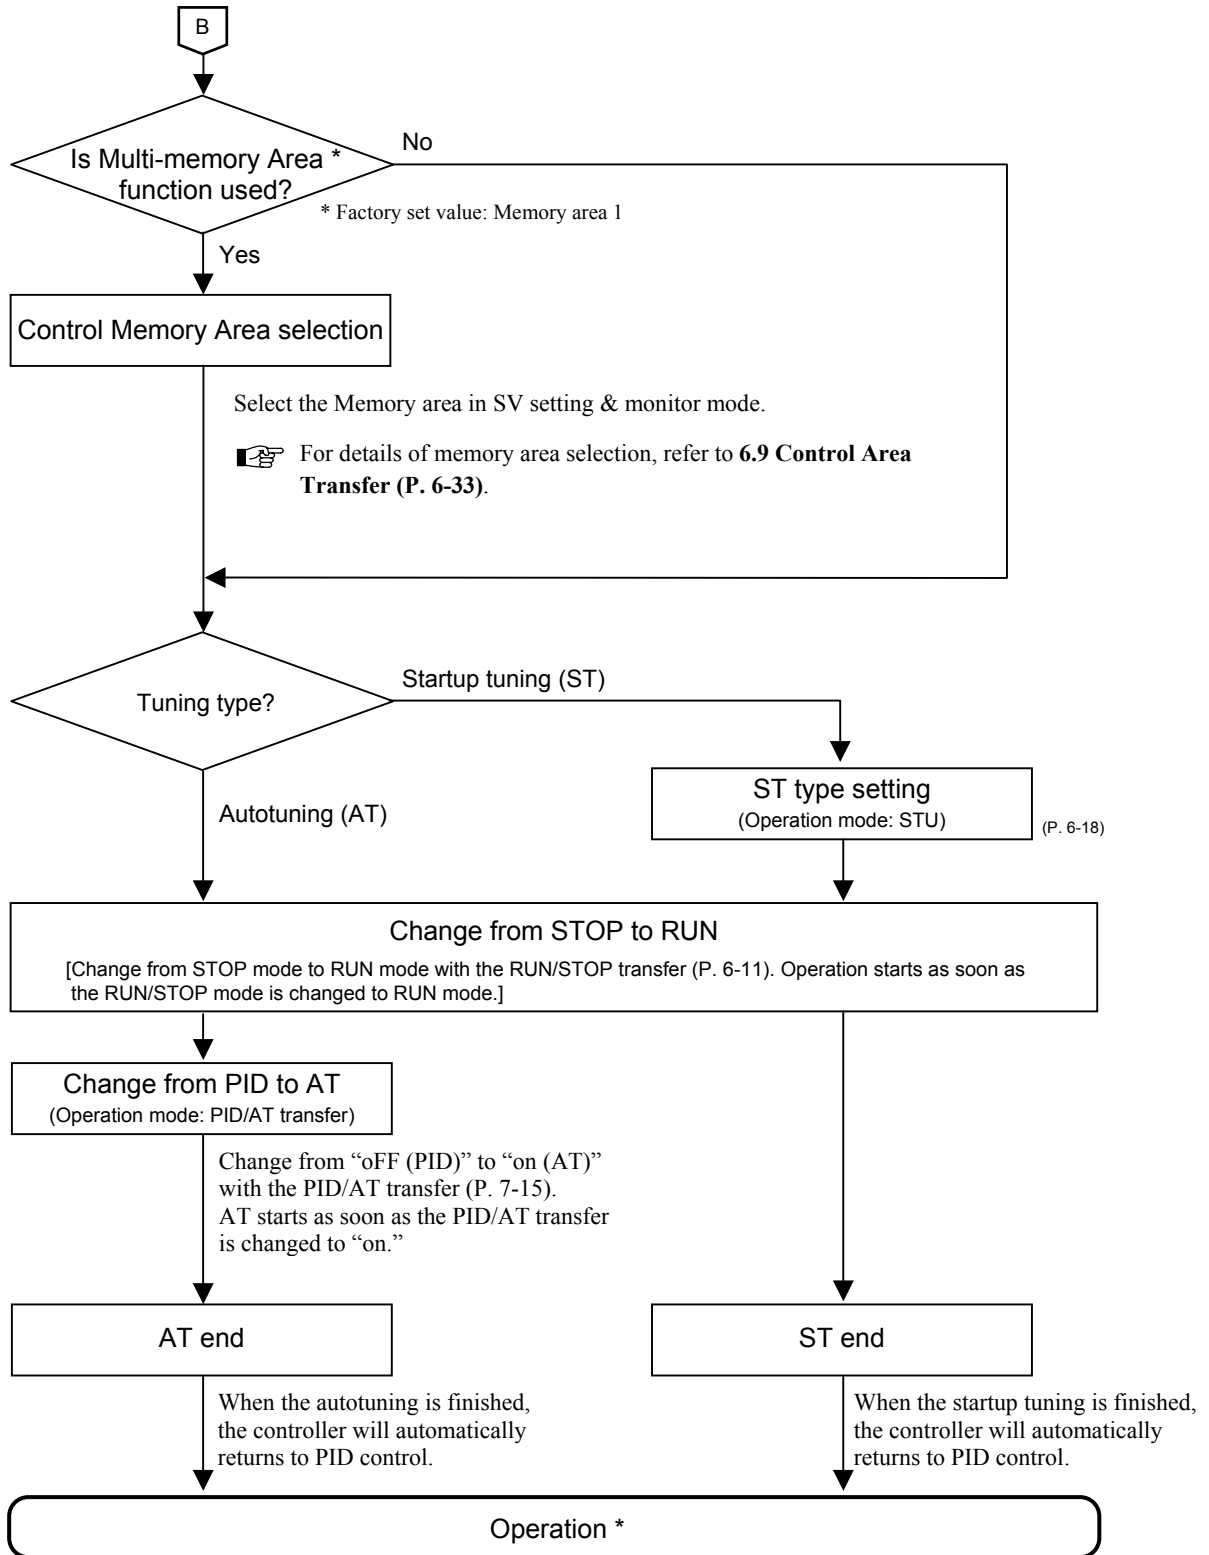 B
Is Multi-memory Area *
function used?
No
* Factory set value: Memory area 1
Yes
Control Memory Area selection
Select the Memory area in SV setting & monitor mode.
For details of memory area selection, refer to 6.9 Control Area
Transfer (P. 6-33).
Tuning type?
Startup tuning (ST)
Autotuning (AT)
ST type setting
(Operation mode: STU)
(P. 6-18)
Change from STOP to RUN
[Change from STOP mode to RUN mode with the RUN/STOP transfer (P. 6-11). Operation starts as soon as
the RUN/STOP mode is changed to RUN mode.]
Change from PID to AT
(Operation mode: PID/AT transfer)
Change from “oFF (PID)” to “on (AT)”
with the PID/AT transfer (P. 7-15).
AT starts as soon as the PID/AT transfer
is changed to “on.”
AT end
ST end
When the autotuning is finished,
the controller will automatically
returns to PID control.
When the startup tuning is finished,
the controller will automatically
returns to PID control.
Operation *